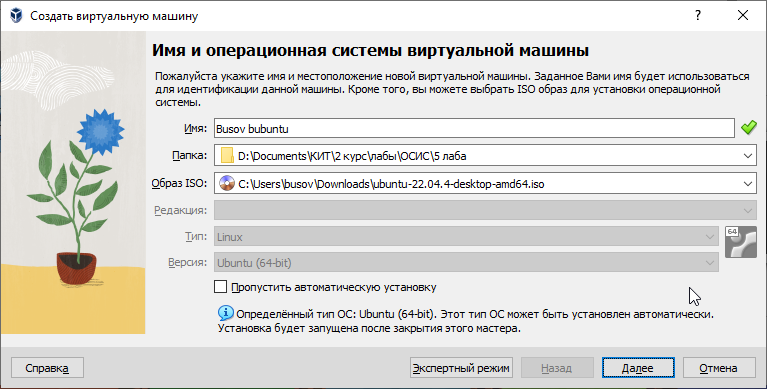 Создать виртуальную машину
Имя и операционная системы виртуальной машины
Пожалуйста укажите имя и местоположение новой виртуальной машины. Заданное Вами имя будет использоваться
для идентификации данной машины. Кроме того, вы можете выбрать ISO образ для установки операционной
системы.
Имя: Busov bubuntu
Папка: D:\Documents\КИТ\2 курс\лабы\ОСИС\5 лаба
Образ ISO: C:\Users\busov\Downloads\ubuntu-22.04.4-desktop-amd64.iso
Редакция:
Тип: Linux
64
Версия: Ubuntu (64-bit)
Пропустить автоматическую установку
Определённый тип ОС: Ubuntu (64-bit). Этот тип ОС может быть установлен автоматически.
Установка будет запущена после закрытия этого мастера.
Справка Экспертный режим Назад Далее Отмена